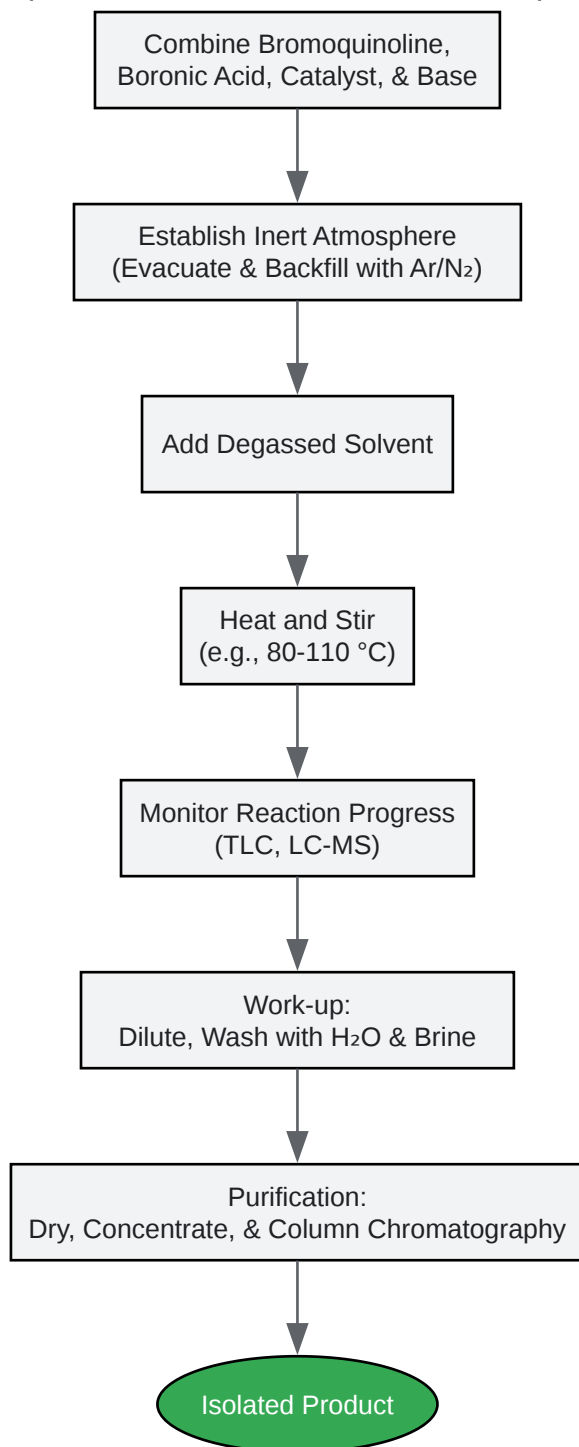 Combine Bromoquinoline,
Boronic Acid, Catalyst, & Base
Establish Inert Atmosphere
(Evacuate & Backfill with Ar/N₂)
Add Degassed Solvent
Heat and Stir
(e.g., 80-110 °C)
Monitor Reaction Progress
(TLC, LC-MS)
Work-up:
Dilute, Wash with H₂O & Brine
Purification:
Dry, Concentrate, & Column Chromatography
Isolated Product